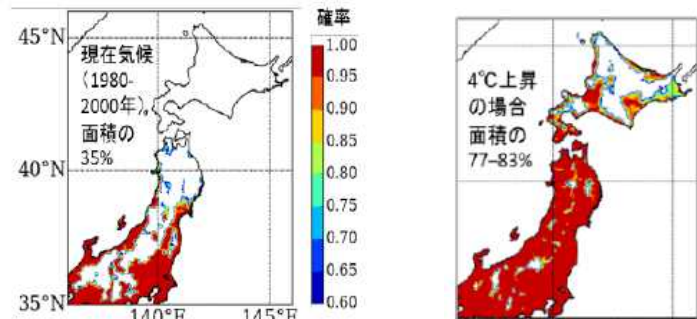 45°N
40°N
35°N
140°E
145°E
現在気候
（1980-
2000年）
面積の
35%
確率
1.00
0.95
0.90
0.85
0.80
0.75
0.70
0.65
0.60
4℃上昇
の場合
面積の
77–83%